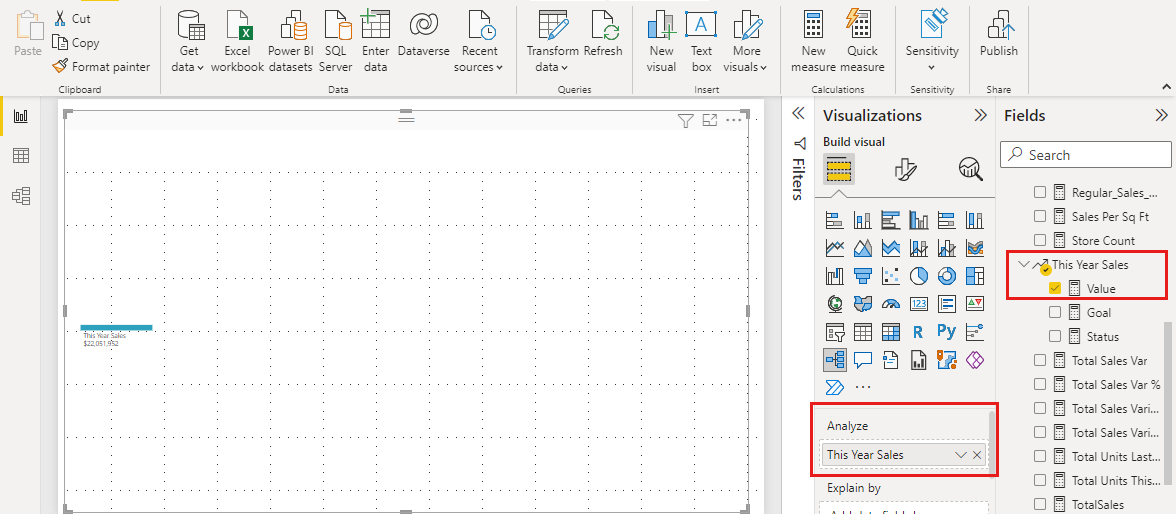 Paste
Cut
Copy
Format painter
Clipboard
Get data
Excel workbook
Power BI datasets
SQL Server
Enter data
Dataverse
Recent sources
Data
Transform data
Refresh
Queries
New visual
Text box
More visuals
Insert
New measure
Quick measure
Calculations
Sensitivity
Sensitivity
Publish
Share
This Year Sales
$22,051,952
Filters
Visualizations
Build visual
123
R
Py
Analyze
This Year Sales
Explain by
Fields
Search
Regular_Sales_...
Sales Per Sq Ft
Store Count
This Year Sales
Value
Goal
Status
Total Sales Var
Total Sales Var %
Total Sales Vari...
Total Sales Vari...
Total Units Last...
Total Units This...
TotalSales